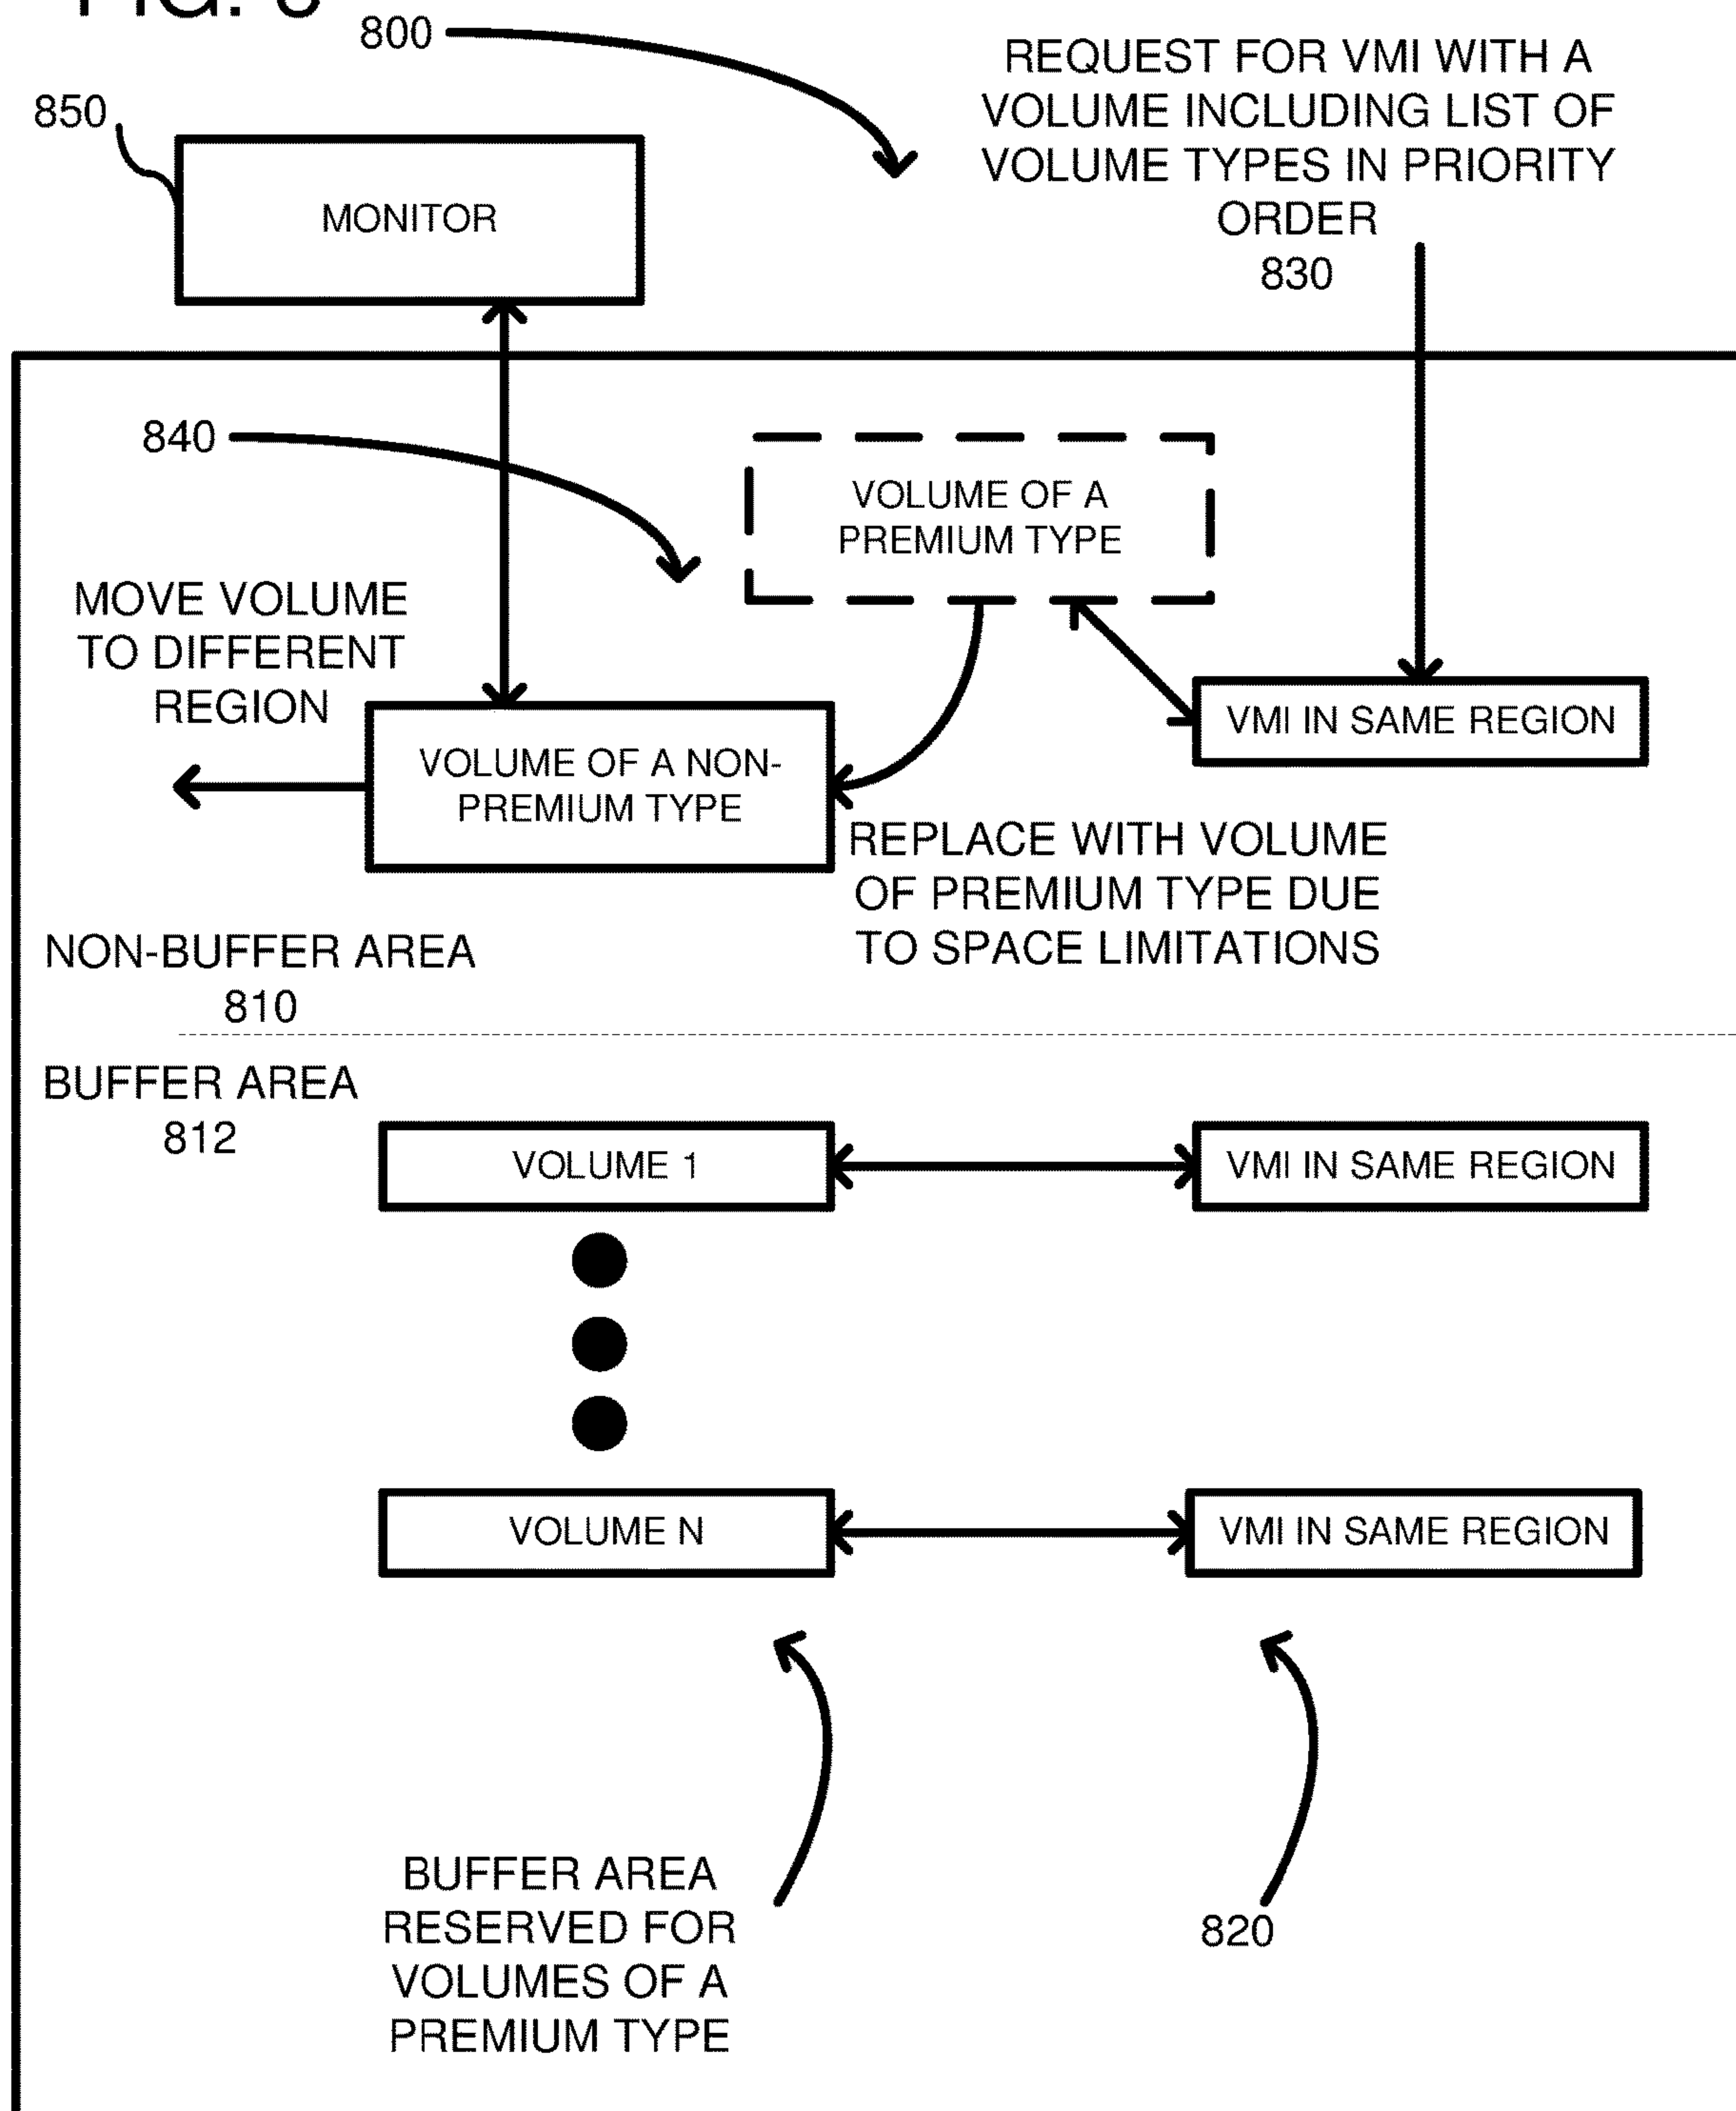 800
REQUEST FOR VMI WITH A
VOLUME INCLUDING LIST OF
VOLUME TYPES IN PRIORITY
ORDER
830
850
MONITOR
840
VOLUME OF A
PREMIUM TYPE
MOVE VOLUME
TO DIFFERENT
REGION
VMI IN SAME REGION
VOLUME OF A NON-
PREMIUM TYPE
REPLACE WITH VOLUME
OF PREMIUM TYPE DUE
TO SPACE LIMITATIONS
NON-BUFFER AREA
810
BUFFER AREA
812
VOLUME 1
VMI IN SAME REGION
VOLUME N
VMI IN SAME REGION
BUFFER AREA
RESERVED FOR
VOLUMES OF A
PREMIUM TYPE
820